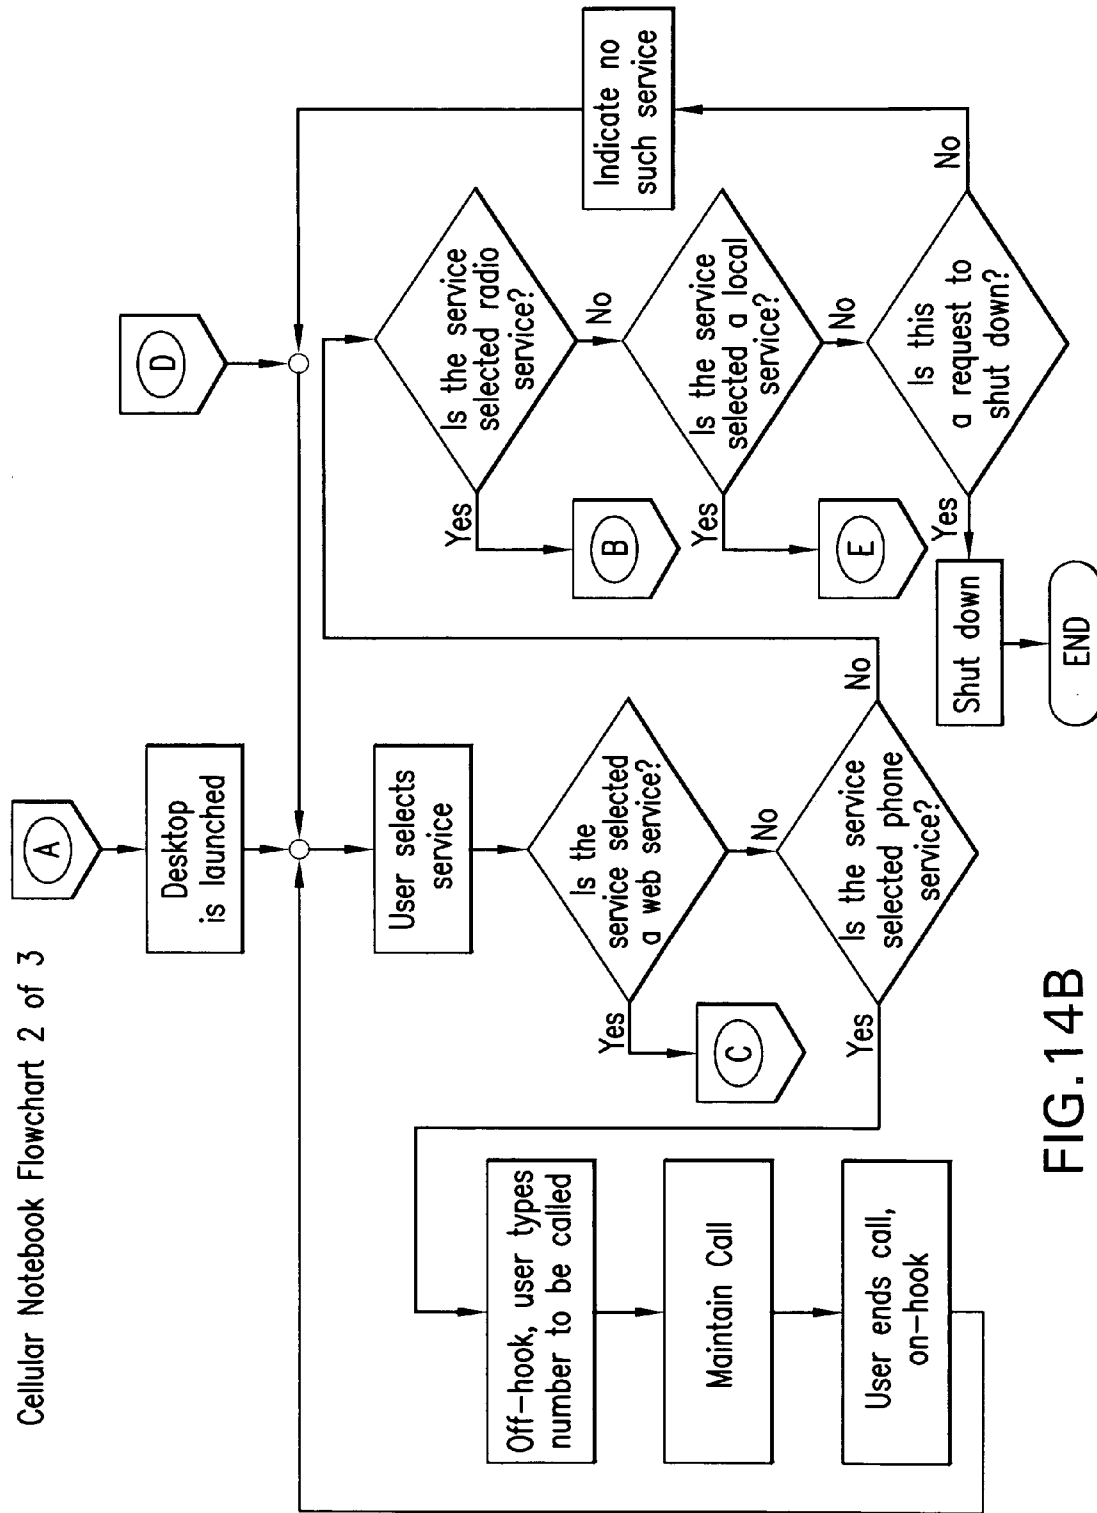 Cellular Notebook Flowchart 2 of 3
A
Desktop
is launched
D
User selects
service
Is the
service selected
a web service?
Yes
No
C
Is the service
selected phone
service?
Yes
No
Off-hook, user types
number to be called
Maintain Call
User ends call,
on-hook
Is the service
selected radio
service?
Yes
No
B
Is the service
selected a local
service?
Yes
No
E
Is this
a request to
shut down?
Yes
No
Indicate no
such service
Shut down
END
FIG.14B